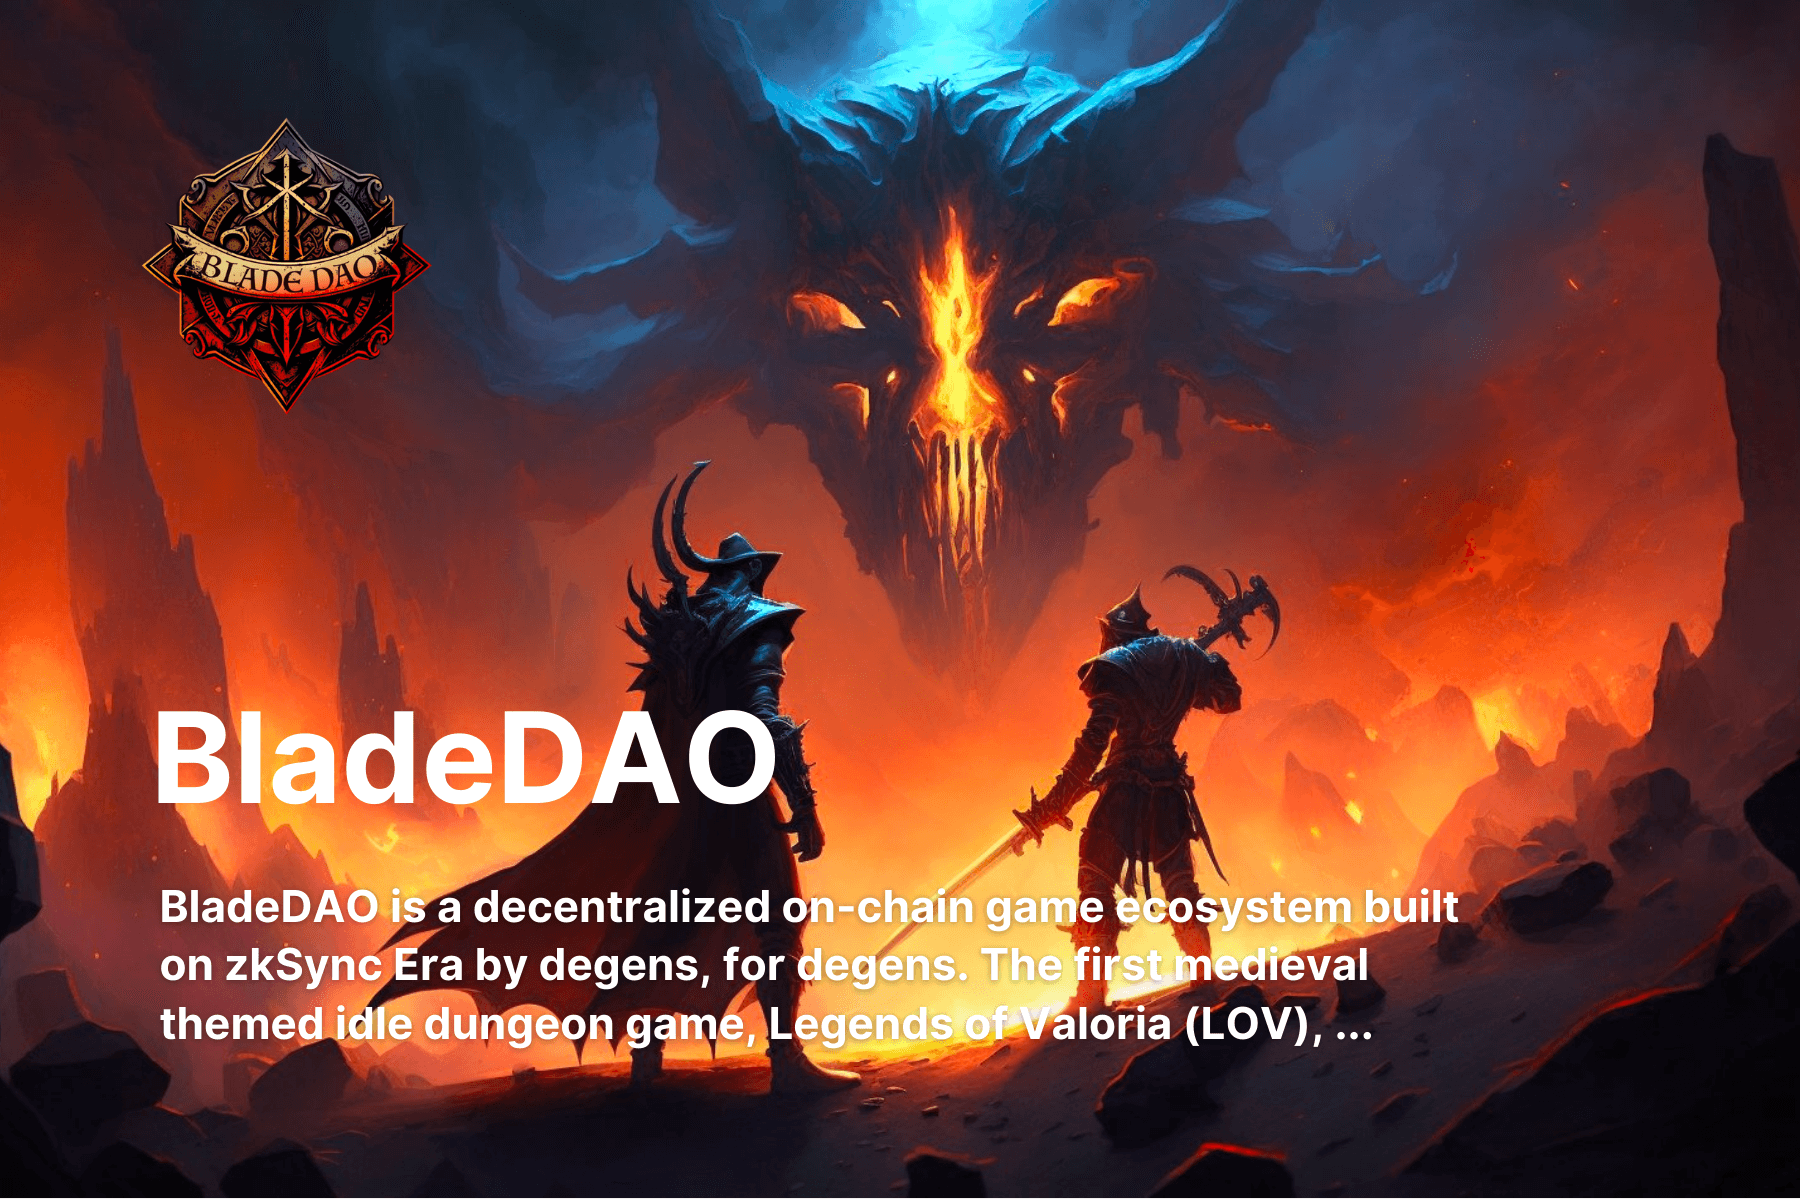 BLADE DAO
BladeDAO
BladeDAO is a decentralized on-chain game ecosystem built
on zkSync Era by degens, for degens. The first medieval
themed idle dungeon game, Legends of Valoria (LOV), ...